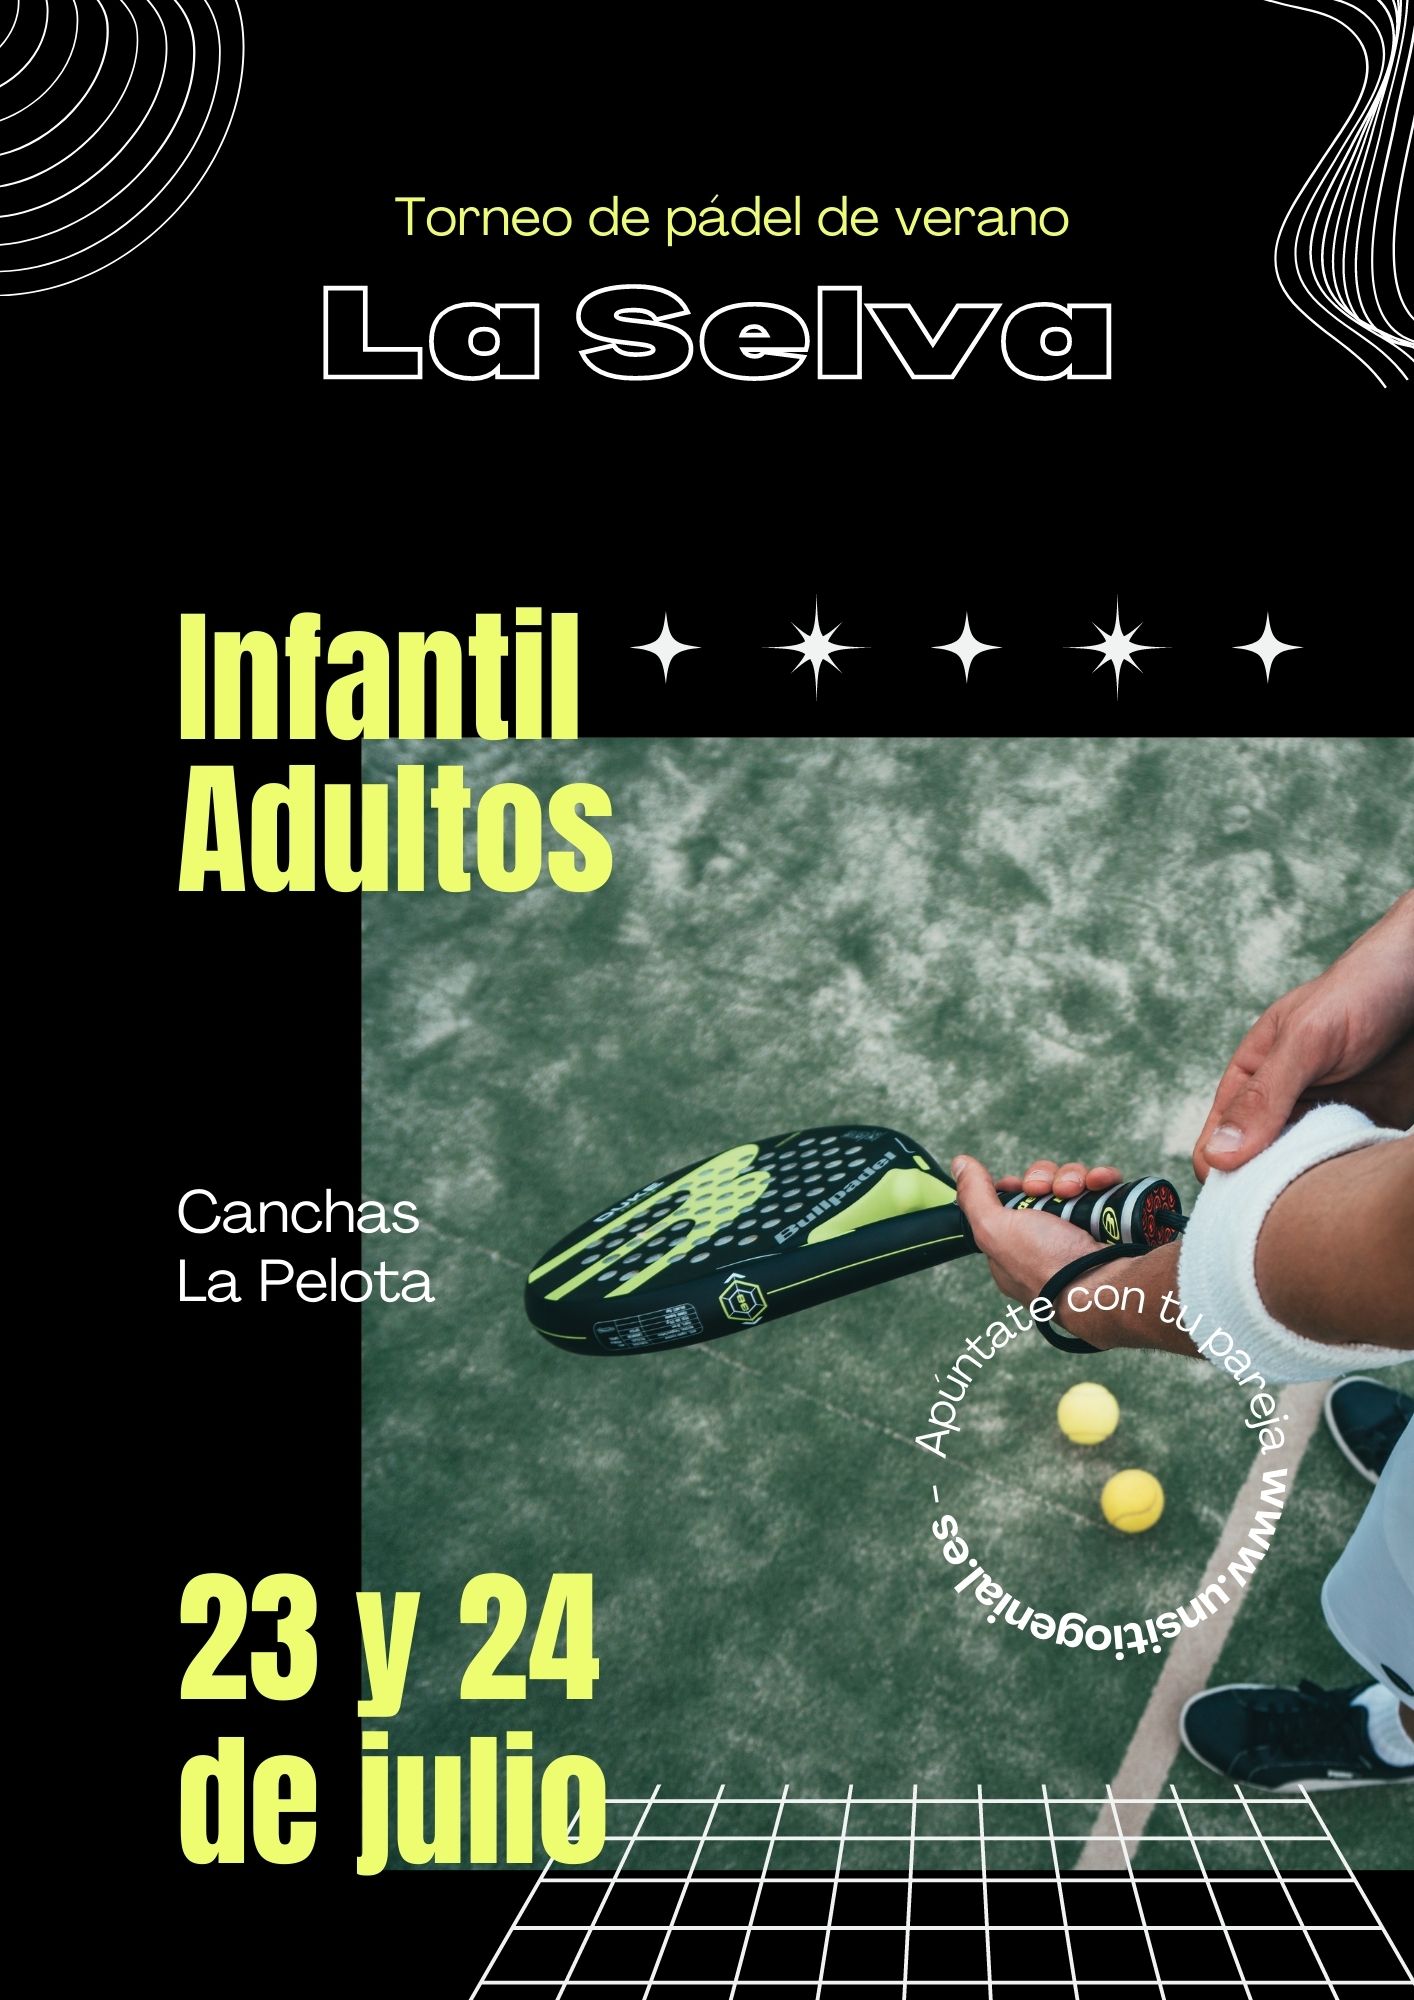 Torneo de pádel de verano
La Selva
Infantil
Adultos
Canchas
La Pelota
Bullpadel
Apúntate con tu pareja www.unsitiogenial.es -
23 y 24
de julio